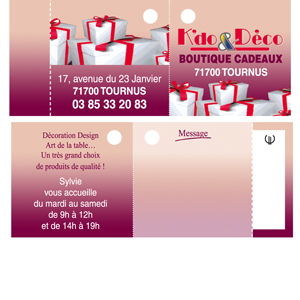 K'do&Déco
BOUTIQUE CADEAUX
71700 TOURNUS
17, avenue du 23 Janvier
71700 TOURNUS
03 85 33 20 83
Décoration Design
Art de la table...
Un très grand choix
de produits de qualité !
Sylvie
vous accueille
du mardi au samedi
de 9h à 12h
et de 14h à 19h
Message